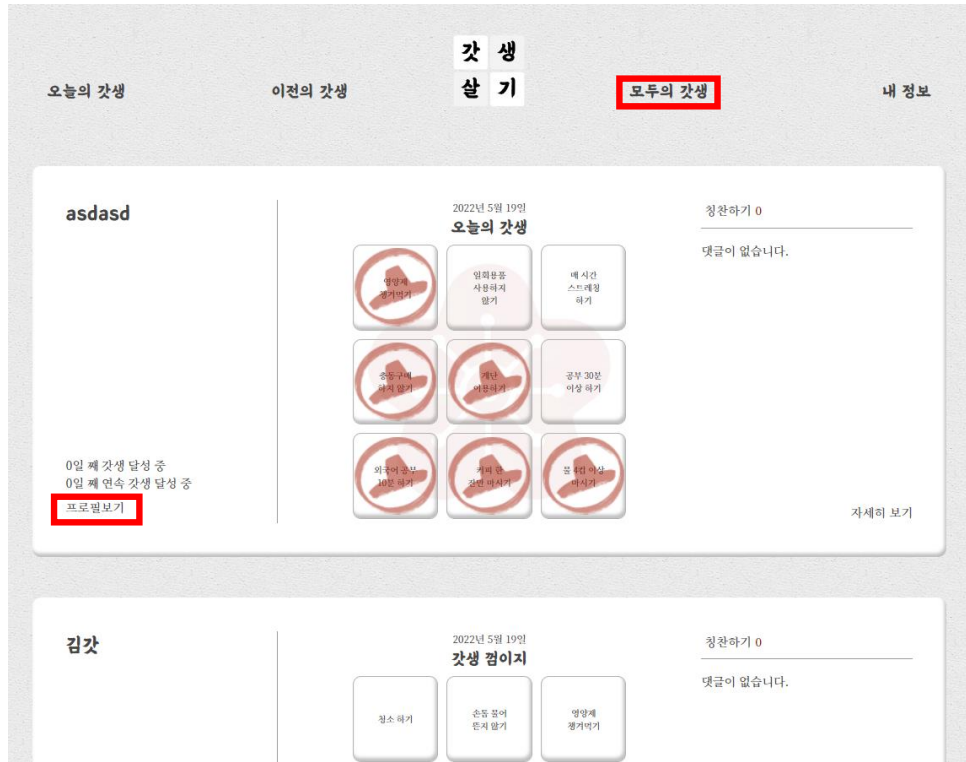 갓 생
살 기
오늘의 갓생
이전의 갓생
모두의 갓생
내 정보
asdasd
0일 째 갓생 달성 중
0일 째 연속 갓생 달성 중
프로필보기
2022년 5월 19일
오늘의 갓생
영양제
챙겨먹기
일회용품
사용하지
않기
매 시간
스트레칭
하기
충동구매
하지 않기
계단
이용하기
공부 30분
이상 하기
외국어 공부
10분 하기
커피 한
잔만 마시기
물 4컵 이상
마시기
칭찬하기 0
댓글이 없습니다.
자세히 보기
김갓
2022년 5월 19일
갓생 껌이지
청소 하기
손톱 물어
뜯지 않기
영양제
챙겨먹기
칭찬하기 0
댓글이 없습니다.